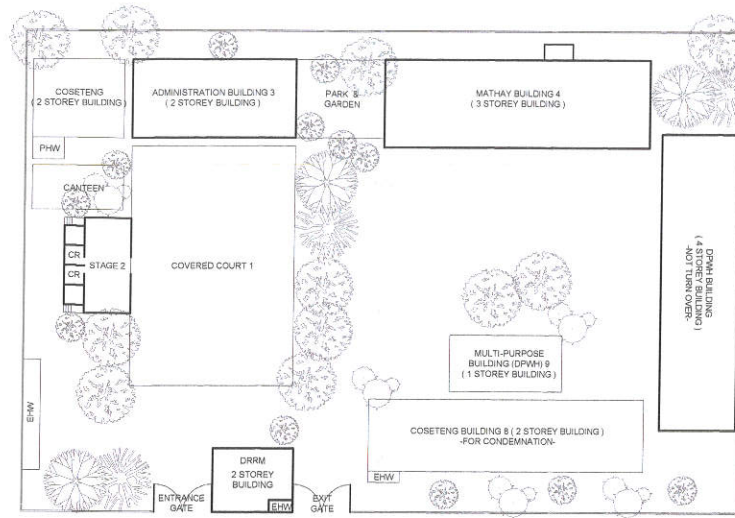 COSETENG
( 2 STOREY BUILDING )
ADMINISTRATION BUILDING 3
( 2 STOREY BUILDING )
PARK &
GARDEN
MATHAY BUILDING 4
( 3 STOREY BUILDING )
PHW
CANTEEN
CR
CR
STAGE 2
COVERED COURT 1
DPWH BUILDING
( 4 STOREY BUILDING )
-NOT TURN OVER-
MULTI-PURPOSE
BUILDING (DPWH) 9
( 1 STOREY BUILDING )
EHW
COSETENG BUILDING 8 ( 2 STOREY BUILDING )
-FOR CONDEMNATION-
EHW
DRRM
2 STOREY
BUILDING
EHW
ENTRANCE
GATE
EXIT
GATE